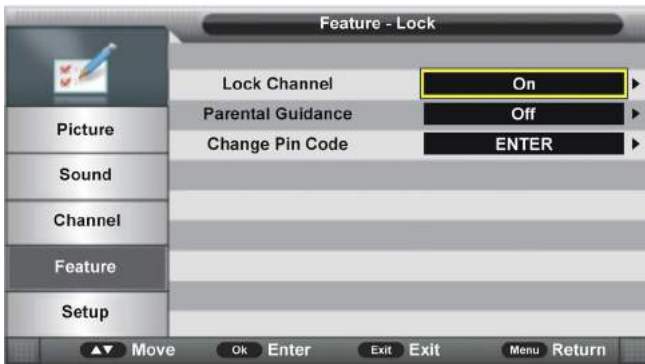 Feature - Lock
Lock Channel On
Parental Guidance Off
Change Pin Code ENTER
Picture
Sound
Channel
Feature
Setup
▲▼ Move Ok Enter Exit Exit Menu Return